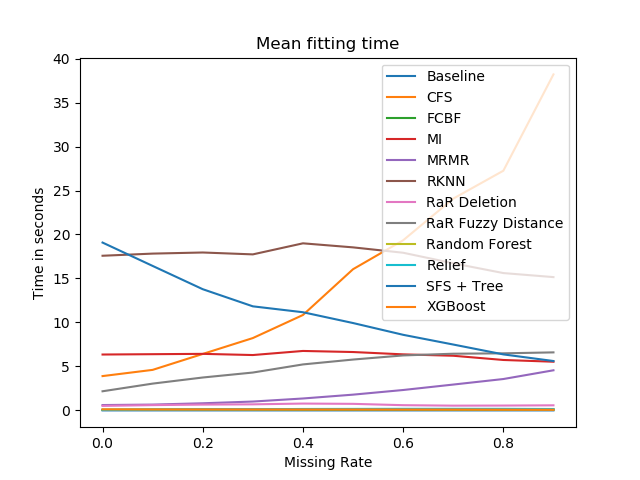 Mean fitting time
Time in seconds
40
35
30
25
20
15
10
5
0
Baseline
CFS
FCBF
MI
MRMR
RKNN
RaR Deletion
RaR Fuzzy Distance
Random Forest
Relief
SFS + Tree
XGBoost
0.0 0.2 0.4 0.6 0.8
Missing Rate